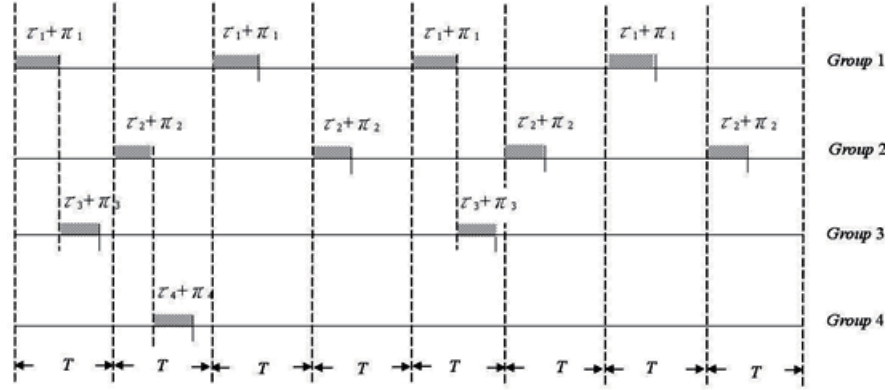 τ₁+π₁ τ₁+π₁ τ₁+π₁ τ₁+π₁
Group 1
τ₂+π₂ τ₂+π₂ τ₂+π₂ τ₂+π₂
Group 2
τ₃+π₃ τ₃+π₃
Group 3
τ₄+π₄
Group 4
T T T T T T T T